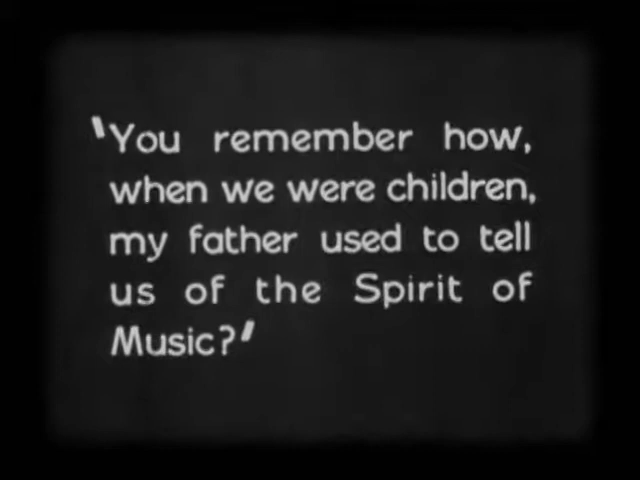 'You remember how,
when we were children,
my father used to tell
us of the Spirit of
Music?'